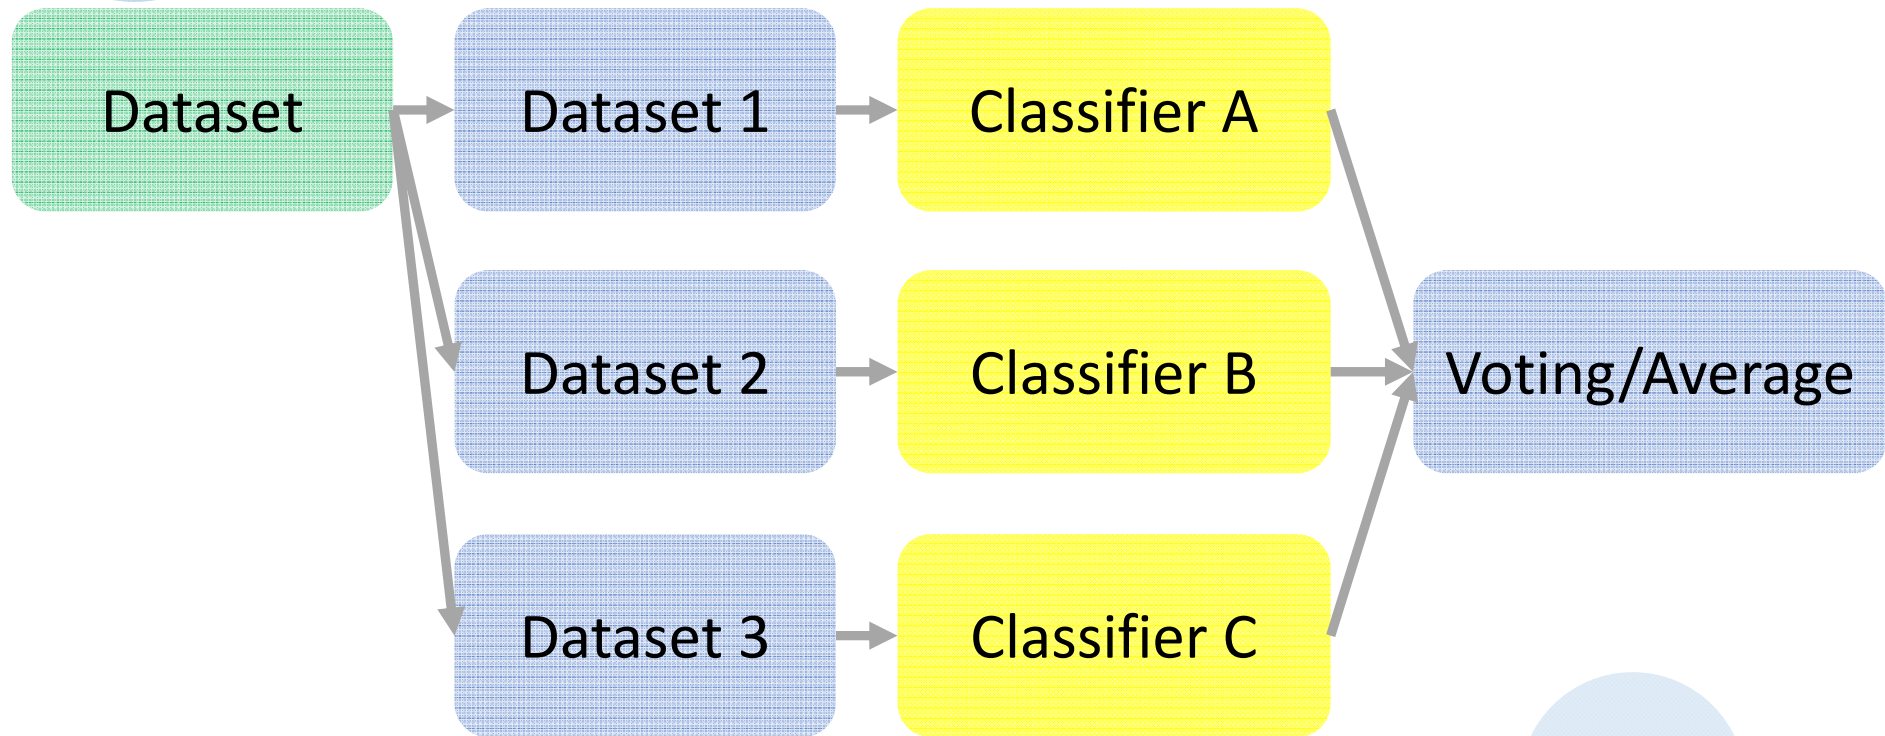 Dataset
Dataset 1
Classifier A
Dataset 2
Classifier B
Voting/Average
Dataset 3
Classifier C